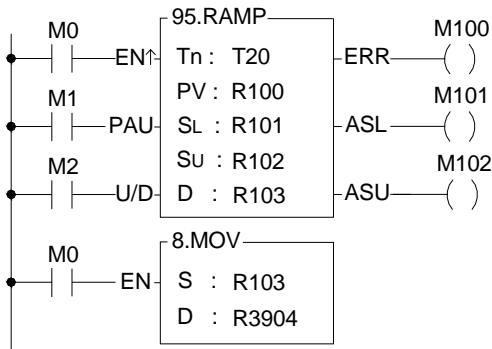 95.RAMP
M0 EN↑ Tn : T20 ERR M100
PV : R100
M1 PAU SL : R101 ASL M101
SU : R102
M2 U/D D : R103 ASU M102
8.MOV
M0 EN S : R103
D : R3904